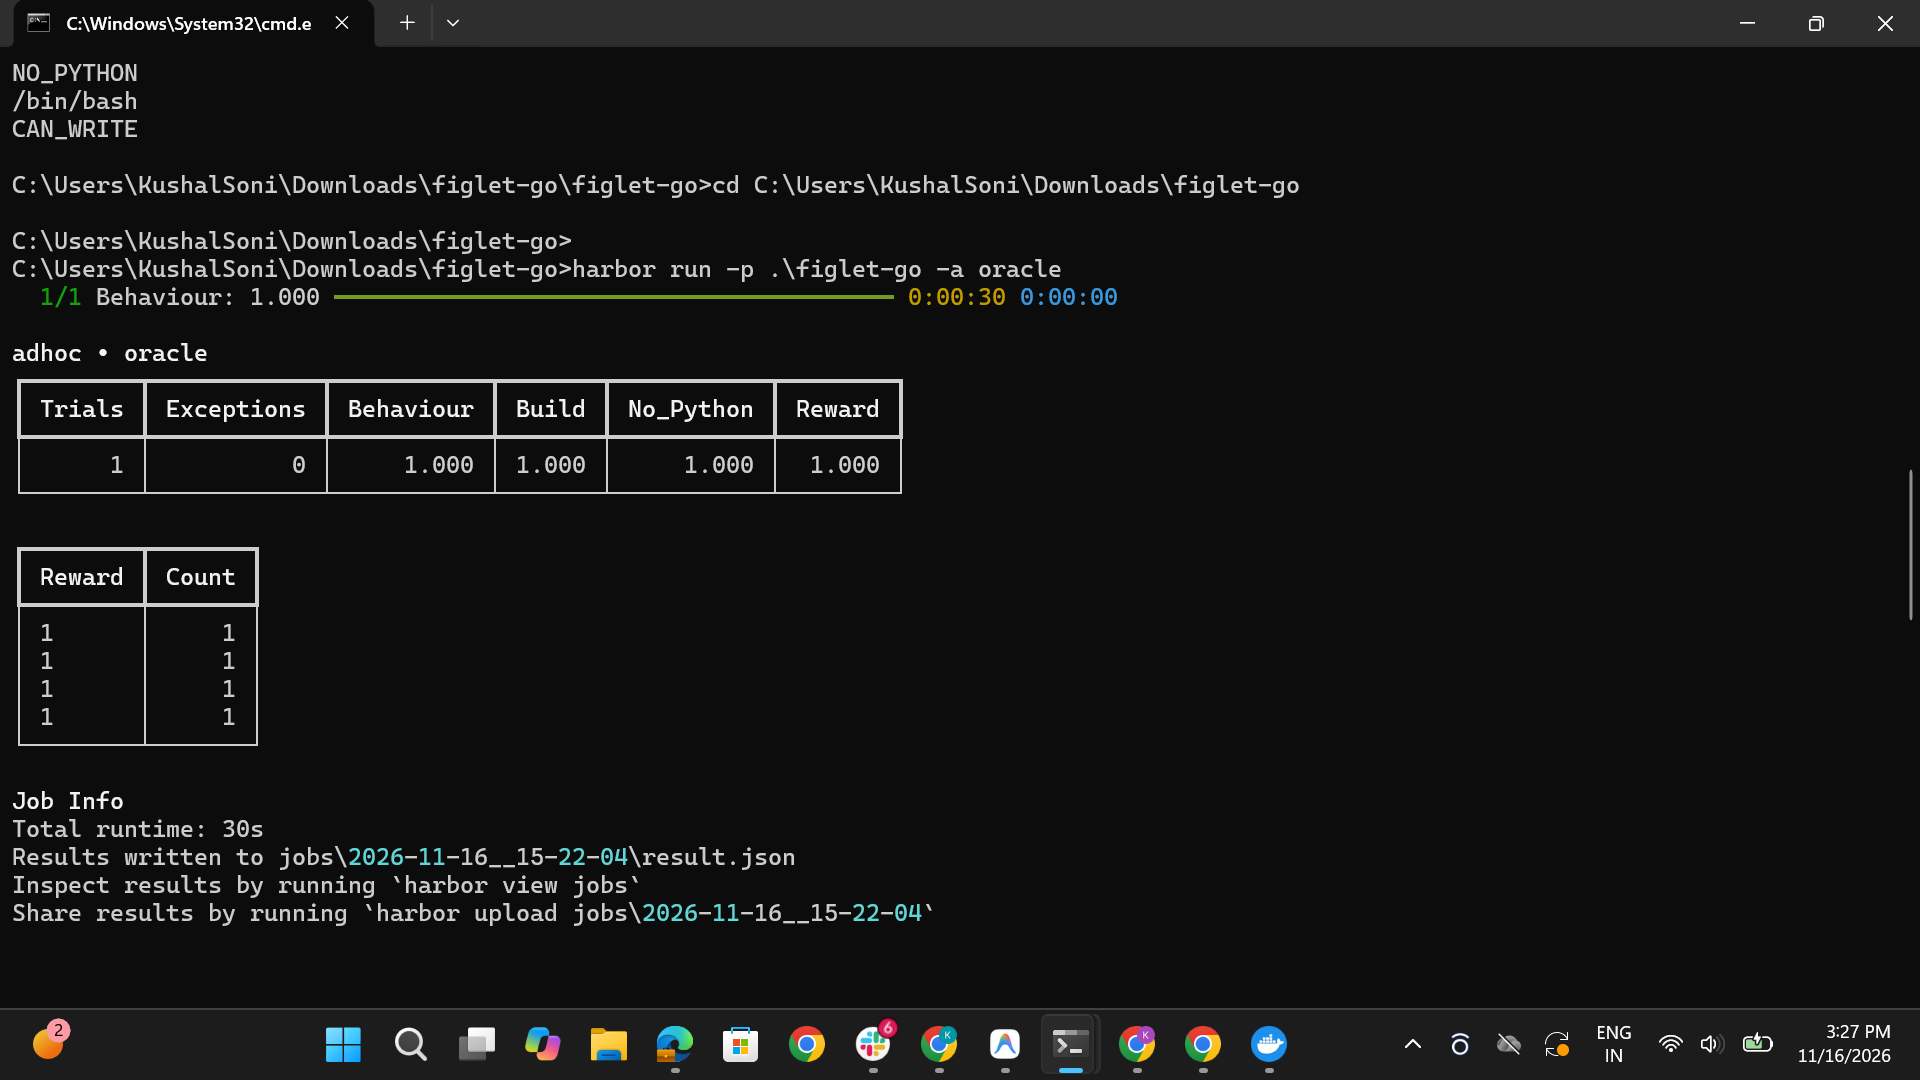 C:\Windows\System32\cmd.e
NO_PYTHON
/bin/bash
CAN_WRITE
C:\Users\KushalSoni\Downloads\figlet-go\figlet-go>cd C:\Users\KushalSoni\Downloads\figlet-go
C:\Users\KushalSoni\Downloads\figlet-go>
C:\Users\KushalSoni\Downloads\figlet-go>harbor run -p .\figlet-go -a oracle
1/1 Behaviour: 1.000 0:00:30 0:00:00
adhoc • oracle
Trials Exceptions Behaviour Build No_Python Reward
1 0 1.000 1.000 1.000 1.000
Reward Count
1 1
1 1
1 1
1 1
Job Info
Total runtime: 30s
Results written to jobs\2026-11-16__15-22-04\result.json
Inspect results by running `harbor view jobs`
Share results by running `harbor upload jobs\2026-11-16__15-22-04`
2
6
K
K
ENG
IN
3:27 PM
11/16/2026